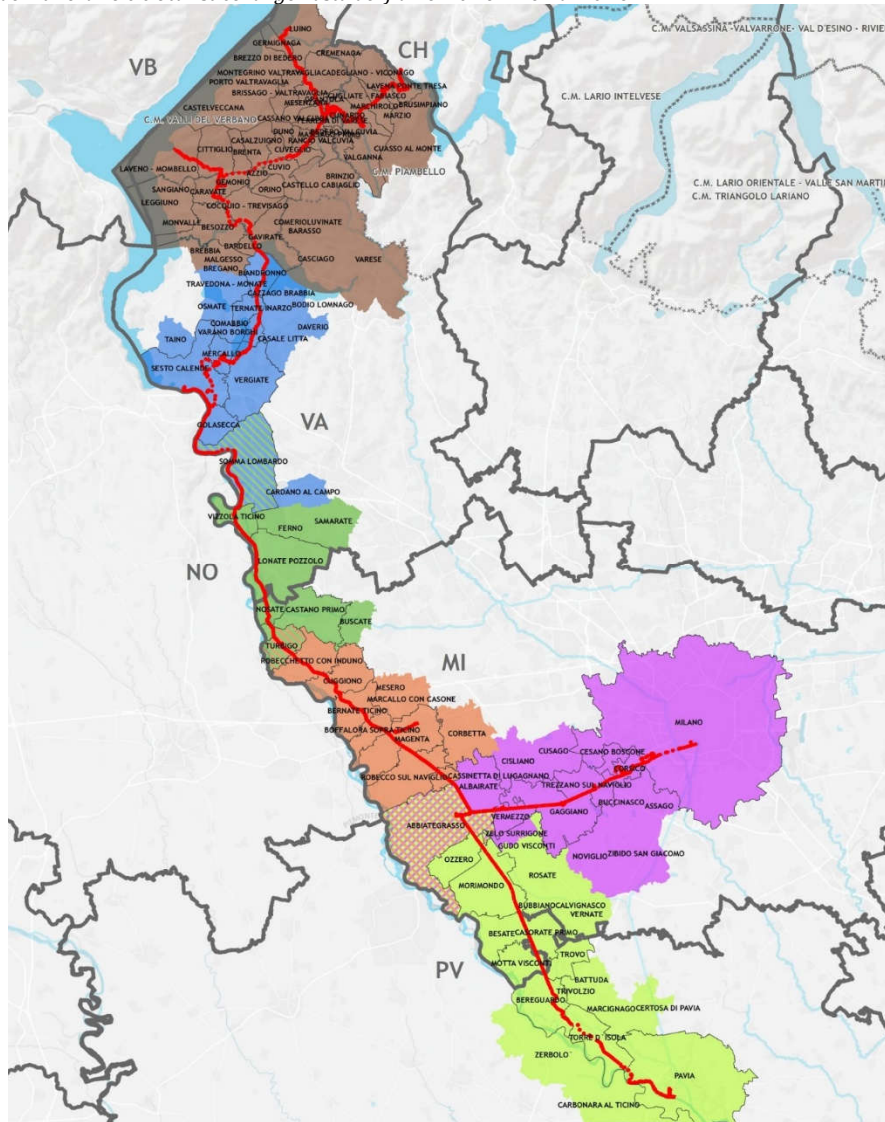 LUINO
C.M. VALSASSINA -VALVARRONE- VAL D'ESINO - RIVIE
GERMIGNAGA
CREMENAGA
CH
VB
BREZZO DI BEDERO
MONTEGRINO VALTRAVAGLIA
CADEGLIANO - VICONAGO
PORTO VALTRAVAGLIA
LAVENA PONTE TRESA
BRISSAGO - VALTRAVAGLIA
CUGLIATE - FABIASCO
MARCHIROLO
BRUSIMPIANO
C.M. LARIO INTELVESE
CASTELVECCANA
MARZIO
CASSANO VALCUVIA
C.M. VALLI DEL VERBANO
DUNO
CUASSO AL MONTE
CITTIGLIO
CASALZUIGNO
RANCIO VALCUVIA
BRENTA
CUVEGLIO
VALGANNA
CUVIO
C.M. PIAMBELLO
LAVENO - MOMBELLO
AZZIO
BRINZIO
GEMONIO
C.M. LARIO ORIENTALE - VALLE SAN MARTI
SANGIANO
CARAVATE
ORINO
CASTELLO CABIAGLIO
C.M. TRIANGOLO LARIANO
LEGGIUNO
COCQUIO - TREVISAGO
MONVALLE
BESOZZO
COMERIO
LUVINATE
BARASSO
GAVIRATE
BARDELLO
BREBBIA
MALGESSO
CASCIAGO
VARESE
BREGANO
BIANDRONNO
TRAVEDONA - MONATE
CAZZAGO BRABBIA
OSMATE
TERNATE
INARZO
BODIO LOMNAGO
COMABBIO
VARANO BORGHI
DAVERIO
TAINO
CASALE LITTA
MERCALLO
SESTO CALENDE
VERGIATE
GOLASECCA
VA
SOMMA LOMBARDO
CARDANO AL CAMPO
VIZZOLA TICINO
SAMARATE
FERNO
NO
LONATE POZZOLO
NOSATE
CASTANO PRIMO
BUSCATE
TURBIGO
ROBECCHETTO CON INDUNO
MI
CUGGIONO
MESERO
MARCALLO CON CASONE
BERNATE TICINO
MILANO
BOFFALORA SOPRA TICINO
MAGENTA
CORBETTA
CUSAGO
CESANO BOSCONE
CISLIANO
CORSICO
ROBECCO SUL NAVIGLIO
CASSINETTA DI LUGAGNANO
ALBAIRATE
TREZZANO SUL NAVIGLIO
BUCCINASCO
ASSAGO
GAGGIANO
ABBIATEGRASSO
VERMEZZO
ZELO SURRIGONE
GUDO VISCONTI
NOVIGLIO
ZIBIDO SAN GIACOMO
OZZERO
ROSATE
MORIMONDO
BUBBIANO
CALVIGNASCO
VERNATE
BESATE
CASORATE PRIMO
TROVO
PV
MOTTA VISCONTI
BATTUDA
TRIVOLZIO
BEREGUARDO
MARCIGNAGO
CERTOSA DI PAVIA
TORRE D' ISOLA
ZERBOLO'
PAVIA
CARBONARA AL TICINO